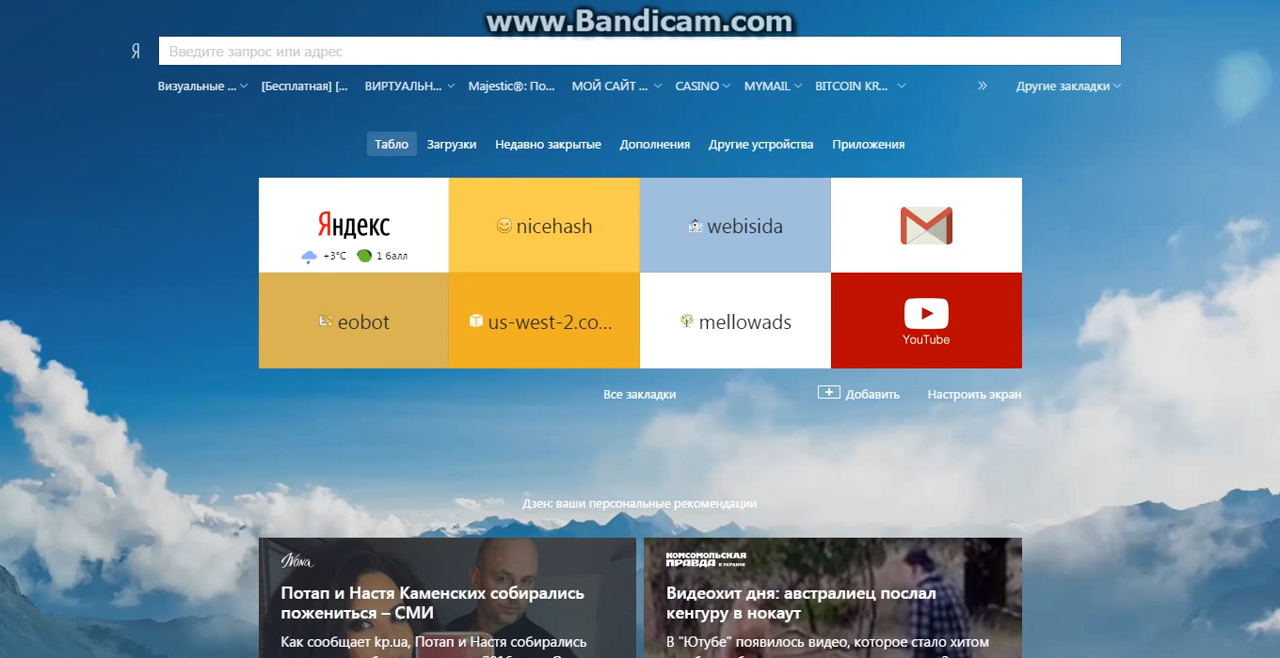 www.Bandicam.com
Я Введите запрос или адрес
Визуальные ... [Бесплатная] [... ВИРТУАЛЬН... Majestic®: По... МОЙ САЙТ ... CASINO MYMAIL BITCOIN KR... » Другие закладки
Табло Загрузки Недавно закрытые Дополнения Другие устройства Приложения
Яндекс nicehash webisida
+3°C 1 балл
eobot us-west-2.co... mellowads YouTube
Все закладки Добавить Настроить экран
Дзен: ваши персональные рекомендации
Nona
Потап и Настя Каменских собирались
пожениться – СМИ
Как сообщает kp.ua, Потап и Настя собирались
КОМСОМОЛЬСКАЯ
ПРАВДА В УКРАИНЕ
Видеохит дня: австралиец послал
кенгуру в нокаут
В "Ютубе" появилось видео, которое стало хитом